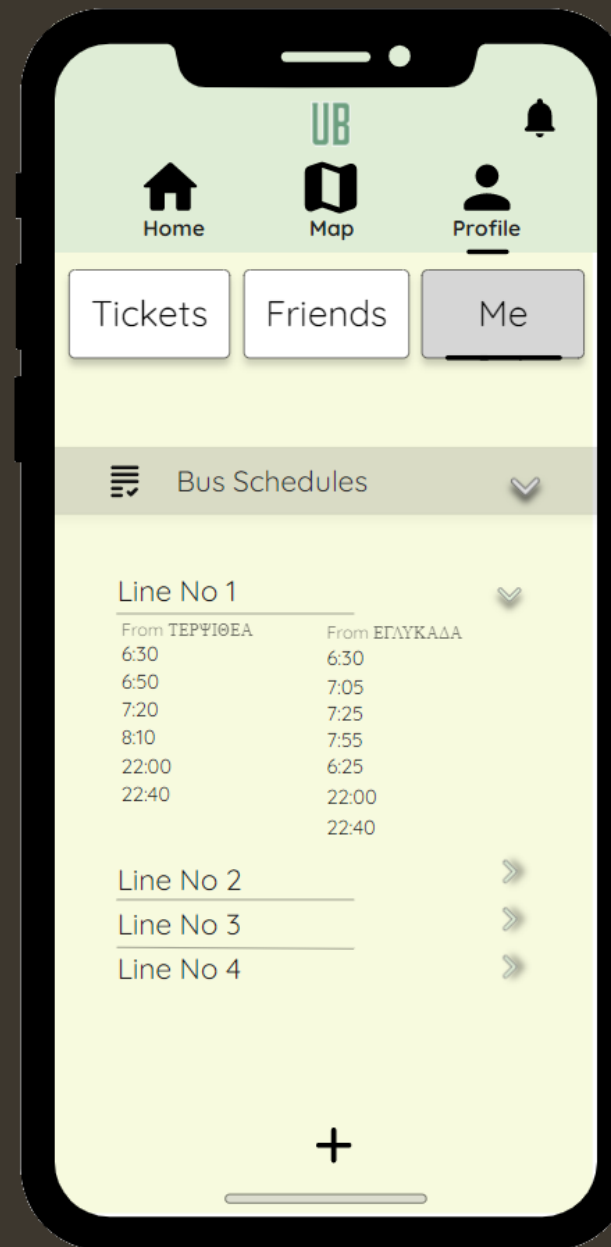 UB
Home Map Profile
Tickets Friends Me
Bus Schedules
Line No 1
From ΤΕΡΨΙΘΕΑ
6:30
6:50
7:20
8:10
22:00
22:40
From ΕΓΛΥΚΑΔΑ
6:30
7:05
7:25
7:55
6:25
22:00
22:40
Line No 2
Line No 3
Line No 4